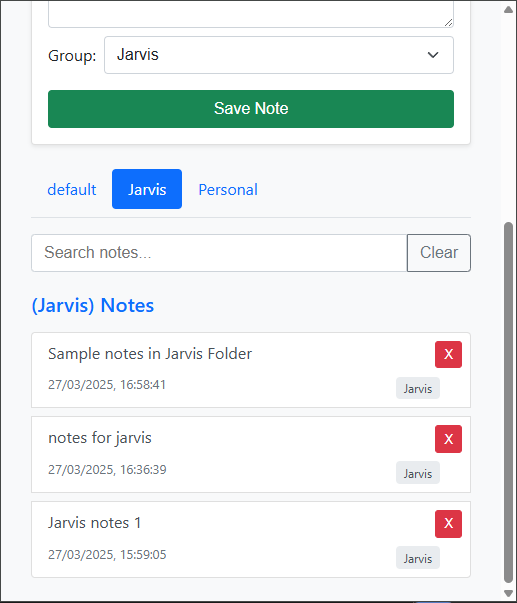 Group: Jarvis
Save Note
default Jarvis Personal
Search notes... Clear
(Jarvis) Notes
Sample notes in Jarvis Folder X
27/03/2025, 16:58:41 Jarvis
notes for jarvis X
27/03/2025, 16:36:39 Jarvis
Jarvis notes 1 X
27/03/2025, 15:59:05 Jarvis